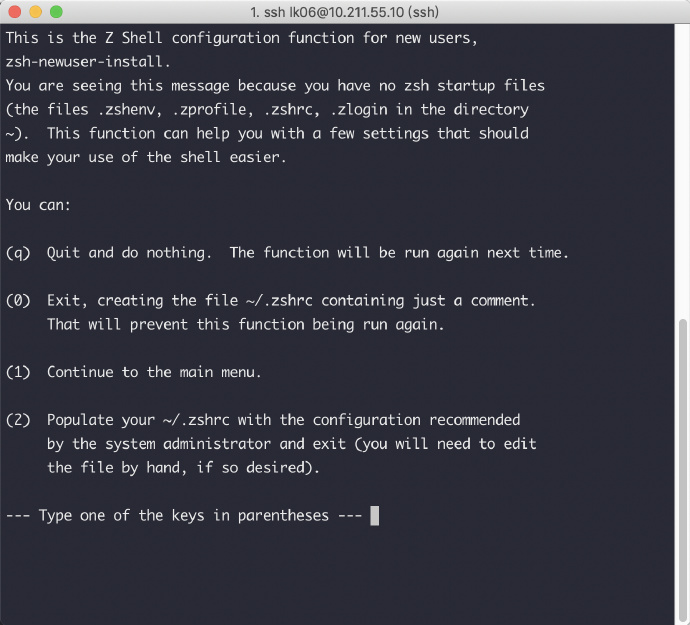 1. ssh lk06@10.211.55.10 (ssh)
This is the Z Shell configuration function for new users,
zsh-newuser-install.
You are seeing this message because you have no zsh startup files
(the files .zshenv, .zprofile, .zshrc, .zlogin in the directory
~).  This function can help you with a few settings that should
make your use of the shell easier.
You can:
(q)  Quit and do nothing.  The function will be run again next time.
(0)  Exit, creating the file ~/.zshrc containing just a comment.
That will prevent this function being run again.
(1)  Continue to the main menu.
(2)  Populate your ~/.zshrc with the configuration recommended
by the system administrator and exit (you will need to edit
the file by hand, if so desired).
--- Type one of the keys in parentheses ---